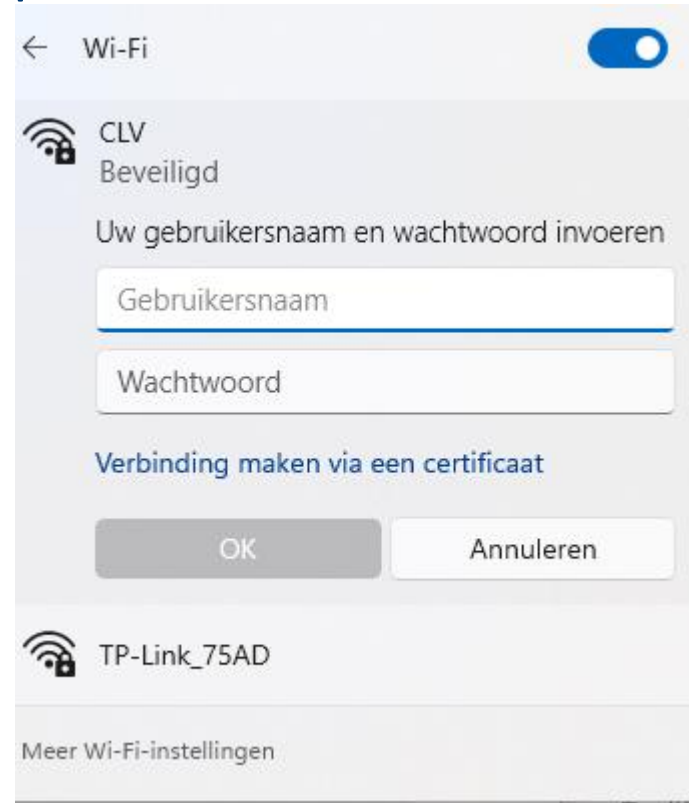 Wi-Fi
CLV
Beveiligd
Uw gebruikersnaam en wachtwoord invoeren
Gebruikersnaam
Wachtwoord
Verbinding maken via een certificaat
OK Annuleren
TP-Link_75AD
Meer Wi-Fi-instellingen